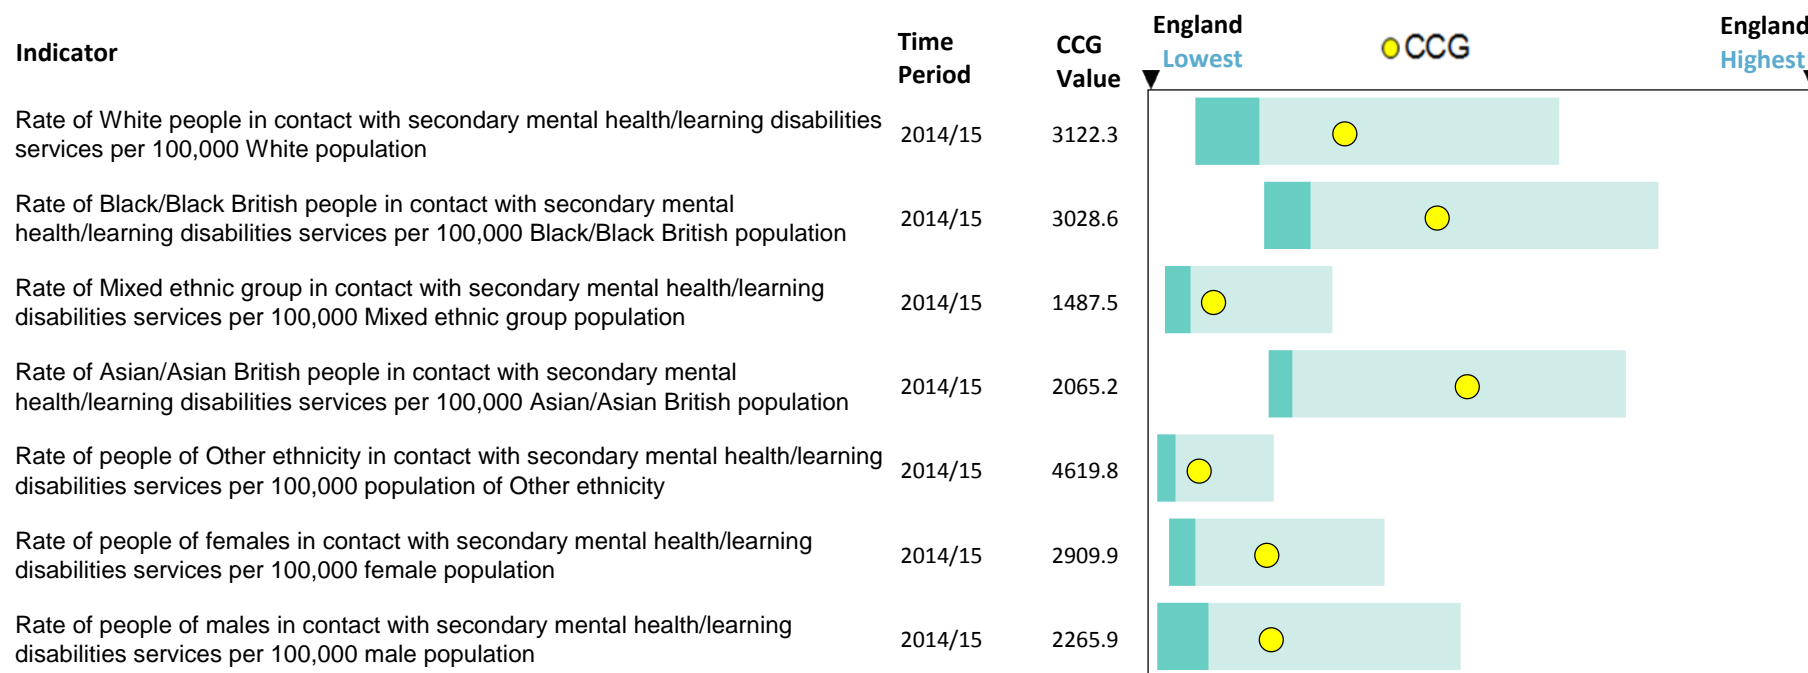 Indicator
Time
Period
CCG
Value
England
Lowest
CCG
England
Highest
Rate of White people in contact with secondary mental health/learning disabilities
services per 100,000 White population
2014/15
3122.3
Rate of Black/Black British people in contact with secondary mental
health/learning disabilities services per 100,000 Black/Black British population
2014/15
3028.6
Rate of Mixed ethnic group in contact with secondary mental health/learning
disabilities services per 100,000 Mixed ethnic group population
2014/15
1487.5
Rate of Asian/Asian British people in contact with secondary mental
health/learning disabilities services per 100,000 Asian/Asian British population
2014/15
2065.2
Rate of people of Other ethnicity in contact with secondary mental health/learning
disabilities services per 100,000 population of Other ethnicity
2014/15
4619.8
Rate of people of females in contact with secondary mental health/learning
disabilities services per 100,000 female population
2014/15
2909.9
Rate of people of males in contact with secondary mental health/learning
disabilities services per 100,000 male population
2014/15
2265.9